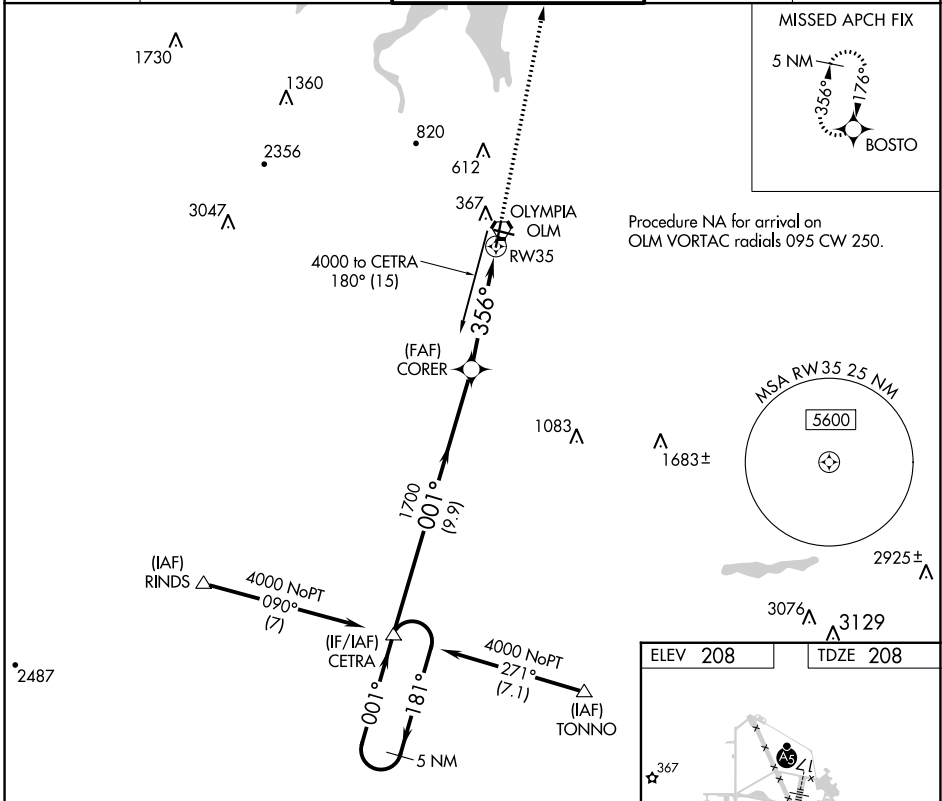 MISSED APCH FIX
5 NM
356°
176°
BOSTO
1730
1360
820
2356
612
3047
367
OLYMPIA
OLM
RW35
Procedure NA for arrival on
OLM VORTAC radials 095 CW 250.
4000 to CETRA
180° (15)
356°
(FAF)
CORER
MSA RW35 25 NM
5600
1083
1683±
1700
001°
(9.9)
2925±
(IAF)
RINDS
4000 NoPT
090°
(7)
3076
3129
(IF/IAF)
CETRA
4000 NoPT
271°
(7.1)
2487
001°
181°
(IAF)
TONNO
5 NM
ELEV 208
TDZE 208
A5
17
367